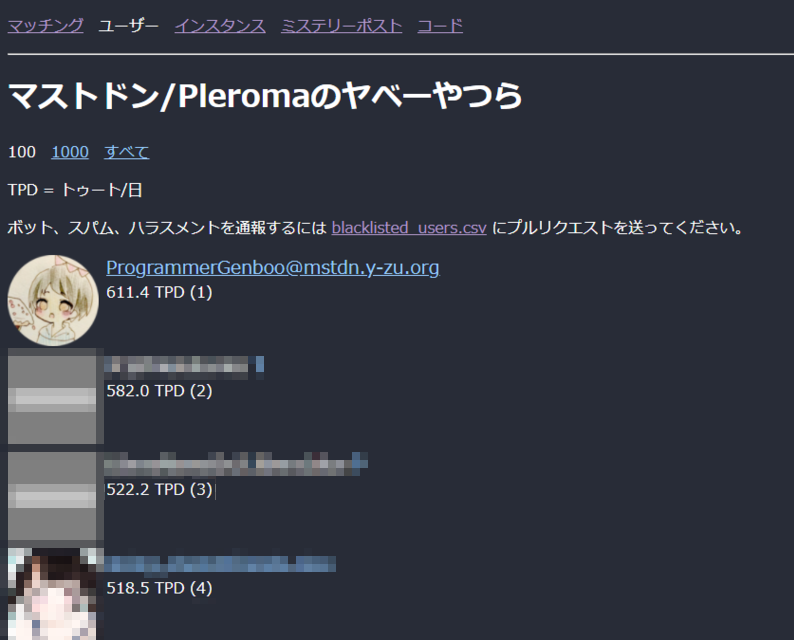 マッチング ユーザー インスタンス ミステリーポスト コード
マストドン/Pleromaのヤベーやつら
100 1000 すべて
TPD = トゥート/日
ボット、スパム、ハラスメントを通報するには blacklisted_users.csv にプルリクエストを送ってください。
ProgrammerGenboo@mstdn.y-zu.org
611.4 TPD (1)
582.0 TPD (2)
522.2 TPD (3)
518.5 TPD (4)